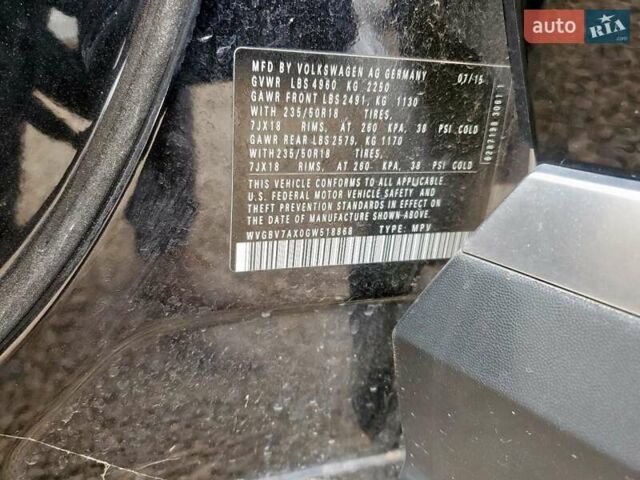 auto RIA.com
MFD BY VOLKSWAGEN AG GERMANY 07/15
GVWR LBS 4960 KG 2250
GAWR FRONT LBS 2491, KG 1130
WITH 235/50R18 TIRES,
7JX18 RIMS, AT 260 KPA, 38 PSI COLD
GAWR REAR LBS 2579, KG 1170
WITH 235/50R18 TIRES,
7JX18 RIMS, AT 260 KPA, 38 PSI COLD
THIS VEHICLE CONFORMS TO ALL APPLICABLE
U.S. FEDERAL MOTOR VEHICLE SAFETY AND
THEFT PREVENTION STANDARDS IN EFFECT ON
THE DATE OF MANUFACTURE SHOWN ABOVE.
WVGBV7AX0GW518868 TYPE: MPV